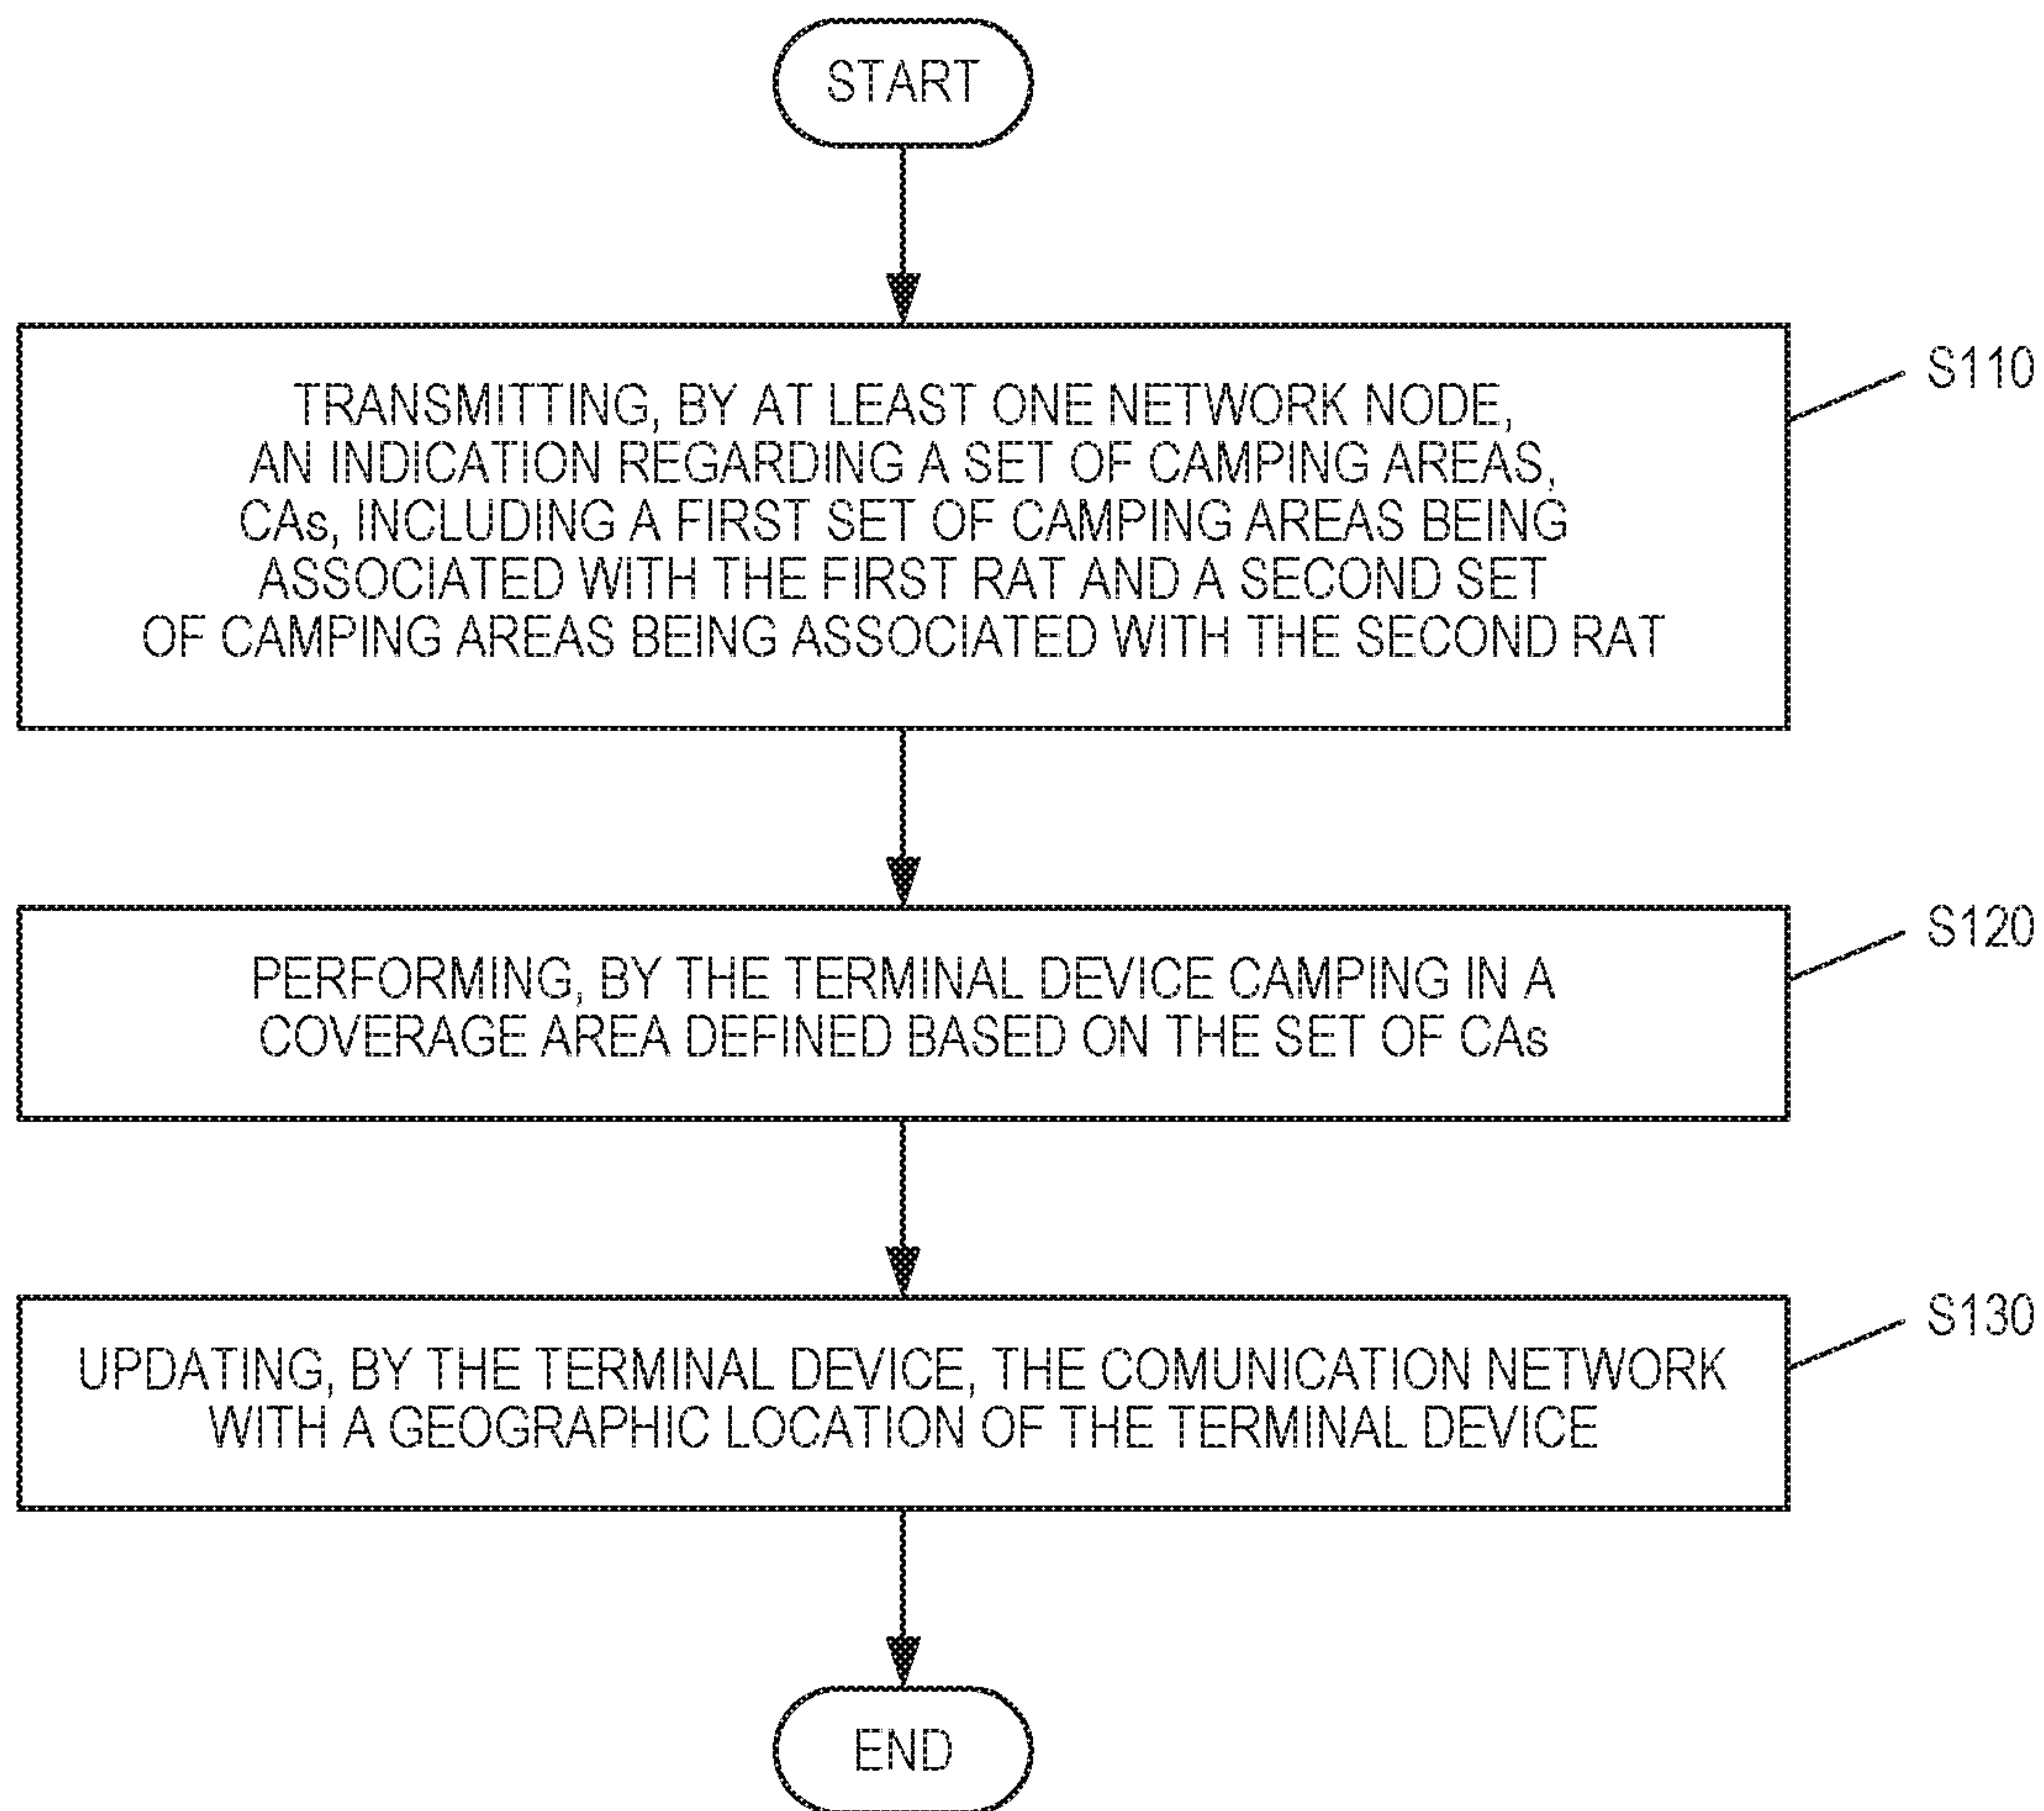 START
TRANSMITTING, BY AT LEAST ONE NETWORK NODE,
AN INDICATION REGARDING A SET OF CAMPING AREAS,
CAs, INCLUDING A FIRST SET OF CAMPING AREAS BEING
ASSOCIATED WITH THE FIRST RAT AND A SECOND SET
OF CAMPING AREAS BEING ASSOCIATED WITH THE SECOND RAT
S110
PERFORMING, BY THE TERMINAL DEVICE CAMPING IN A
COVERAGE AREA DEFINED BASED ON THE SET OF CAs
S120
UPDATING, BY THE TERMINAL DEVICE, THE COMUNICATION NETWORK
WITH A GEOGRAPHIC LOCATION OF THE TERMINAL DEVICE
S130
END